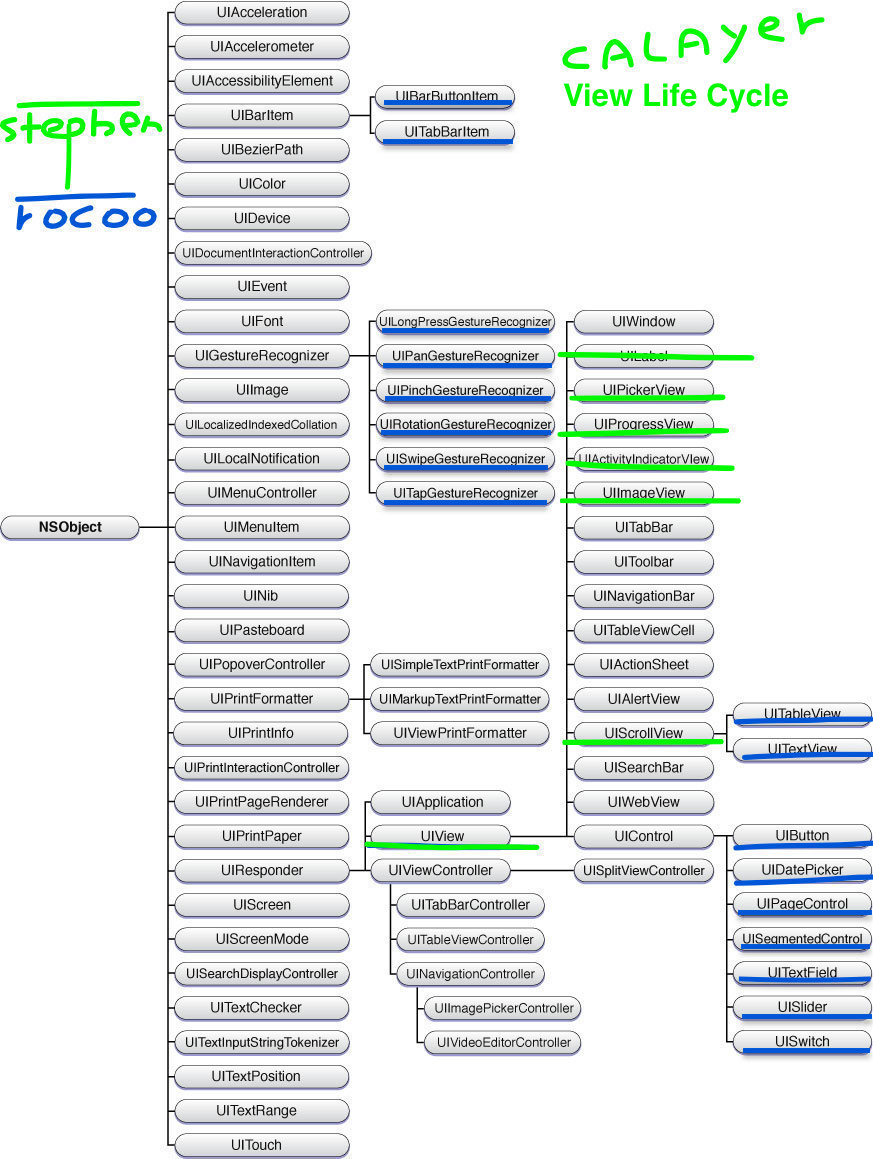 CALAyer
View Life Cycle
stephen
rocoo
NSObject
UIAcceleration
UIAccelerometer
UIAccessibilityElement
UIBarItem
UIBarButtonItem
UITabBarItem
UIBezierPath
UIColor
UIDevice
UIDocumentInteractionController
UIEvent
UIFont
UIGestureRecognizer
UILongPressGestureRecognizer
UIPanGestureRecognizer
UIPinchGestureRecognizer
UIRotationGestureRecognizer
UISwipeGestureRecognizer
UITapGestureRecognizer
UIImage
UILocalizedIndexedCollation
UILocalNotification
UIMenuController
UIMenuItem
UINavigationItem
UINib
UIPasteboard
UIPopoverController
UIPrintFormatter
UISimpleTextPrintFormatter
UIMarkupTextPrintFormatter
UIViewPrintFormatter
UIPrintInfo
UIPrintInteractionController
UIPrintPageRenderer
UIPrintPaper
UIResponder
UIApplication
UIView
UIWindow
UILabel
UIPickerView
UIProgressView
UIActivityIndicatorVIew
UIImageView
UITabBar
UIToolbar
UINavigationBar
UITableViewCell
UIActionSheet
UIAlertView
UIScrollView
UITableView
UITextView
UISearchBar
UIWebView
UIControl
UIButton
UIDatePicker
UIPageControl
UISegmentedControl
UITextField
UISlider
UISwitch
UIViewController
UISplitViewController
UITabBarController
UITableViewController
UINavigationController
UIImagePickerController
UIVideoEditorController
UIScreen
UIScreenMode
UISearchDisplayController
UITextChecker
UITextInputStringTokenizer
UITextPosition
UITextRange
UITouch